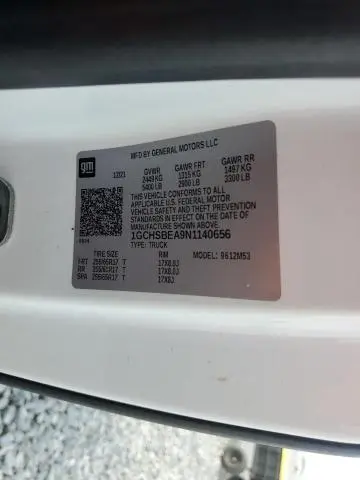 MFD BY GENERAL MOTORS LLC
gm
12/21 GVWR GAWR FRT GAWR RR
2449 KG 1315 KG 1497 KG
5400 LB 2900 LB 3300 LB
THIS VEHICLE CONFORMS TO ALL
APPLICABLE U.S. FEDERAL MOTOR
VEHICLE SAFETY AND THEFT PREVENTION
STANDARDS IN EFFECT ON THE DATE OF
MANUFACTURE SHOWN ABOVE.
1GCHSBEA9N1140656
TYPE: TRUCK
TIRE SIZE RIM MODEL: 9612M53
FRT 255/65R17 T 17X8.0J
RR 255/65R17 T 17X8.0J
SPA 255/65R17 T 17X8J